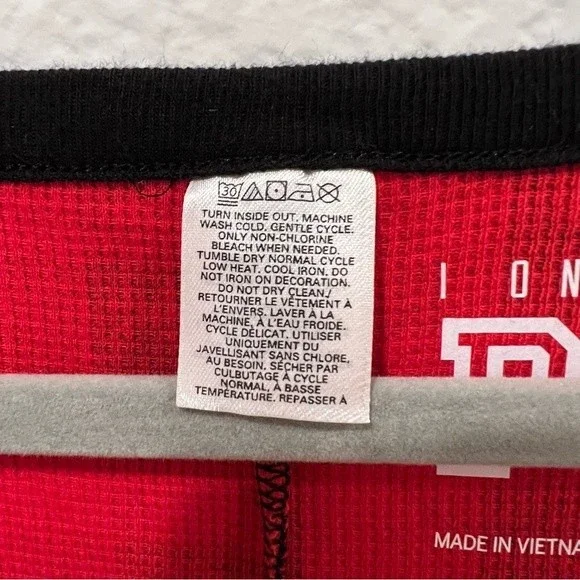 30
TURN INSIDE OUT. MACHINE
WASH COLD. GENTLE CYCLE.
ONLY NON-CHLORINE
BLEACH WHEN NEEDED.
TUMBLE DRY NORMAL CYCLE
LOW HEAT. COOL IRON. DO
NOT IRON ON DECORATION.
DO NOT DRY CLEAN./
RETOURNER LE VÊTEMENT À
L'ENVERS. LAVER À LA
MACHINE, À L'EAU FROIDE.
CYCLE DÉLICAT. UTILISER
UNIQUEMENT DU
JAVELLISANT SANS CHLORE,
AU BESOIN. SÉCHER PAR
CULBUTAGE À CYCLE
NORMAL, À BASSE
TEMPÉRATURE. REPASSER À
I ON
MADE IN VIETNA